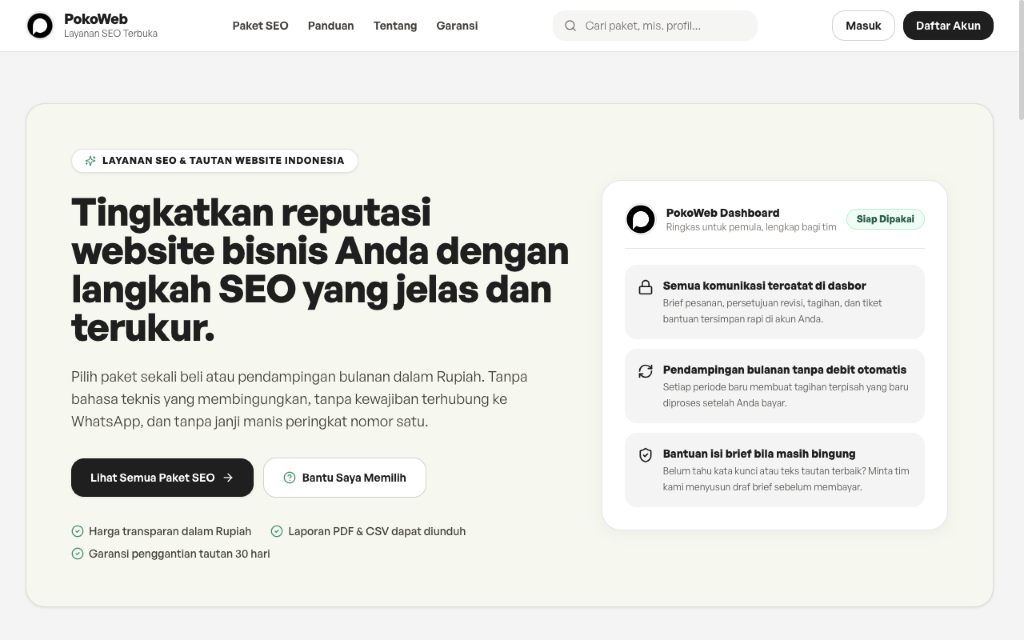 PokoWeb
Layanan SEO Terbuka
Paket SEO
Panduan
Tentang
Garansi
Cari paket, mis. profil...
Masuk
Daftar Akun
LAYANAN SEO & TAUTAN WEBSITE INDONESIA
Tingkatkan reputasi
website bisnis Anda dengan
langkah SEO yang jelas dan
terukur.
Pilih paket sekali beli atau pendampingan bulanan dalam Rupiah. Tanpa
bahasa teknis yang membingungkan, tanpa kewajiban terhubung ke
WhatsApp, dan tanpa janji manis peringkat nomor satu.
Lihat Semua Paket SEO
Bantu Saya Memilih
Harga transparan dalam Rupiah
Laporan PDF & CSV dapat diunduh
Garansi penggantian tautan 30 hari
PokoWeb Dashboard
Ringkas untuk pemula, lengkap bagi tim
Siap Dipakai
Semua komunikasi tercatat di dasbor
Brief pesanan, persetujuan revisi, tagihan, dan tiket
bantuan tersimpan rapi di akun Anda.
Pendampingan bulanan tanpa debit otomatis
Setiap periode baru membuat tagihan terpisah yang baru
diproses setelah Anda bayar.
Bantuan isi brief bila masih bingung
Belum tahu kata kunci atau teks tautan terbaik? Minta tim
kami menyusun draf brief sebelum membayar.